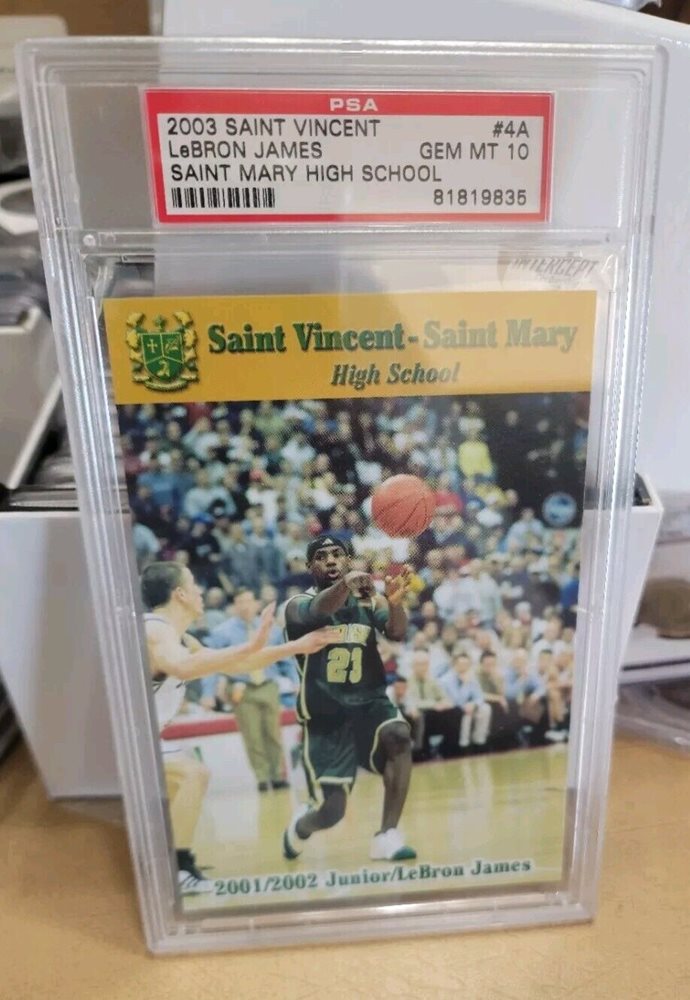 PSA
2003 SAINT VINCENT #4A
LeBRON JAMES GEM MT 10
SAINT MARY HIGH SCHOOL
81819835
INTERCEPT
Saint Vincent - Saint Mary
High School
21
2001/2002 Junior/LeBron James